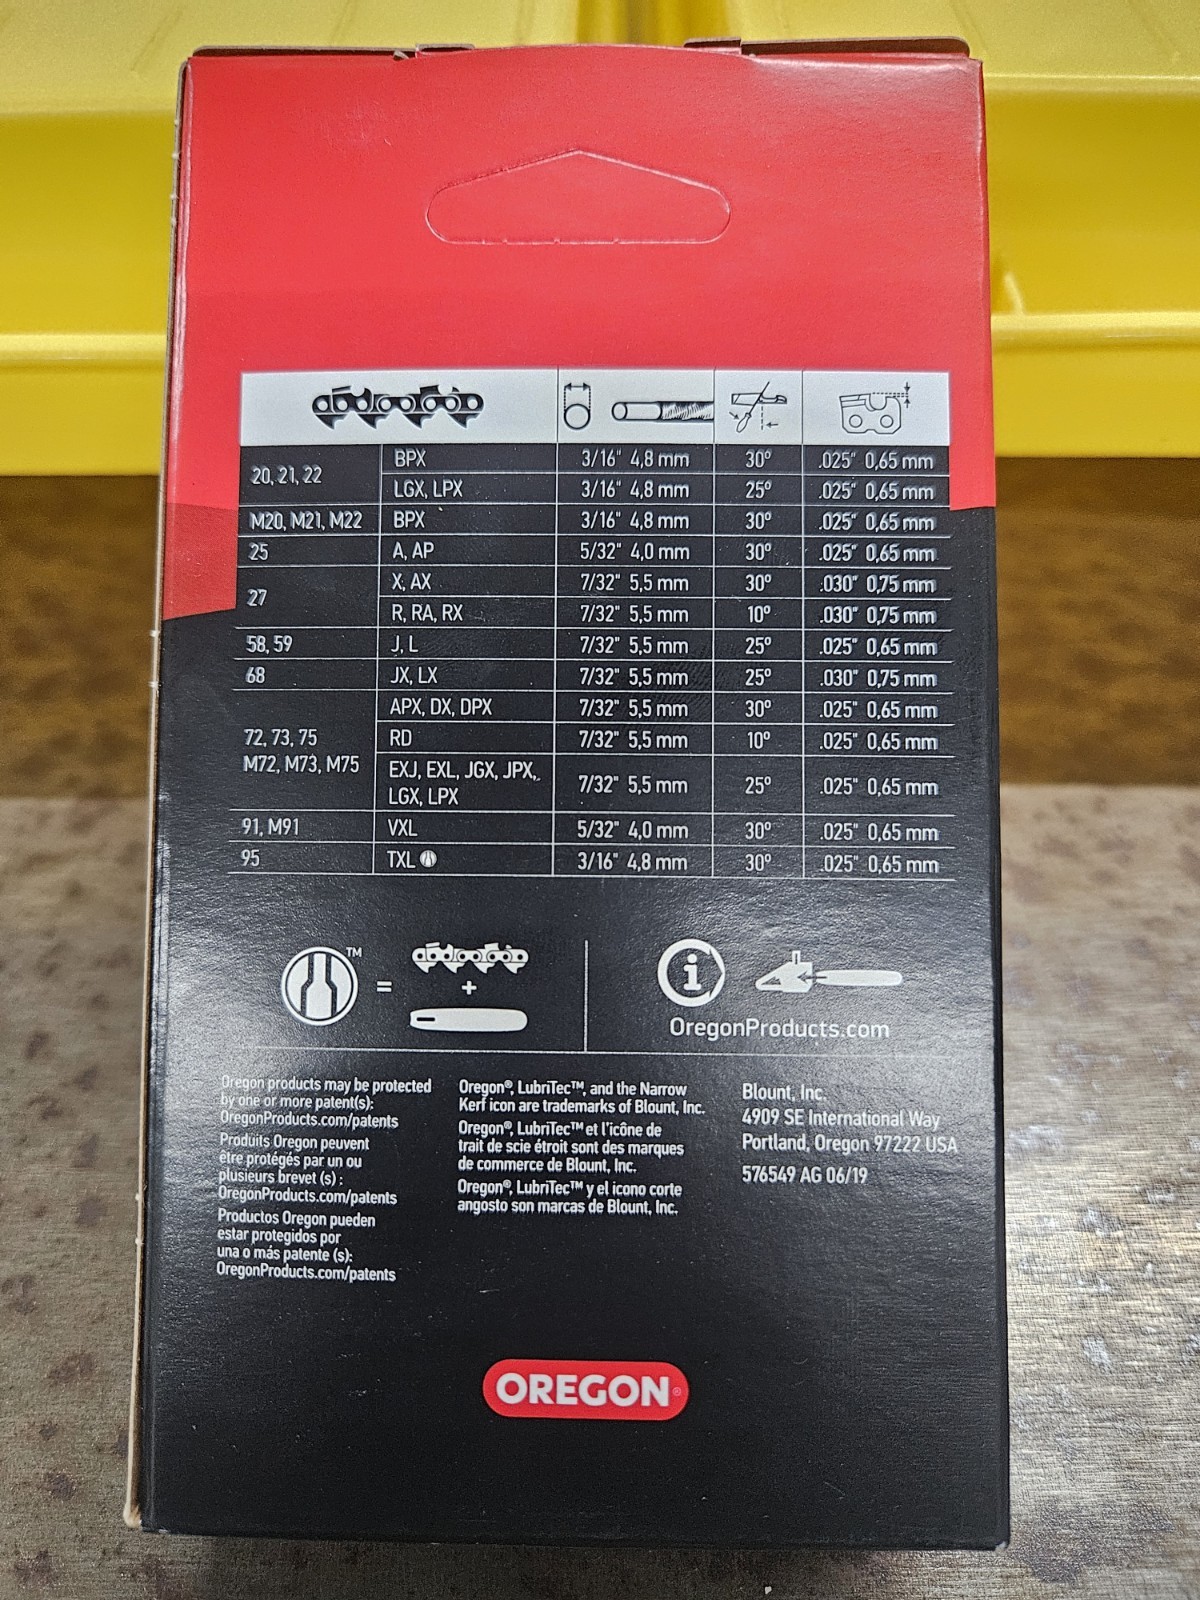 20, 21, 22 BPX 3/16" 4,8 mm 30º .025" 0,65 mm
LGX, LPX 3/16" 4,8 mm 25º .025" 0,65 mm
M20, M21, M22 BPX 3/16" 4,8 mm 30º .025" 0,65 mm
25 A, AP 5/32" 4,0 mm 30º .025" 0,65 mm
27 X, AX 7/32" 5,5 mm 30º .030" 0,75 mm
R, RA, RX 7/32" 5,5 mm 10º .030" 0,75 mm
58, 59 J, L 7/32" 5,5 mm 25º .025" 0,65 mm
68 JX, LX 7/32" 5,5 mm 25º .030" 0,75 mm
APX, DX, DPX 7/32" 5,5 mm 30º .025" 0,65 mm
72, 73, 75 RD 7/32" 5,5 mm 10º .025" 0,65 mm
M72, M73, M75 EXJ, EXL, JGX, JPX,
LGX, LPX 7/32" 5,5 mm 25º .025" 0,65 mm
91, M91 VXL 5/32" 4,0 mm 30º .025" 0,65 mm
95 TXL 3/16" 4,8 mm 30º .025" 0,65 mm
™ = +
OregonProducts.com
Oregon products may be protected
by one or more patent(s):
OregonProducts.com/patents
Produits Oregon peuvent
être protégés par un ou
plusieurs brevet (s) :
OregonProducts.com/patents
Productos Oregon pueden
estar protegidos por
una o más patente (s):
OregonProducts.com/patents
Oregon®, LubriTec™, and the Narrow
Kerf icon are trademarks of Blount, Inc.
Oregon®, LubriTec™ et l'icône de
trait de scie étroit sont des marques
de commerce de Blount, Inc.
Oregon®, LubriTec™ y el icono corte
angosto son marcas de Blount, Inc.
Blount, Inc.
4909 SE International Way
Portland, Oregon 97222 USA
576549 AG 06/19
OREGON®